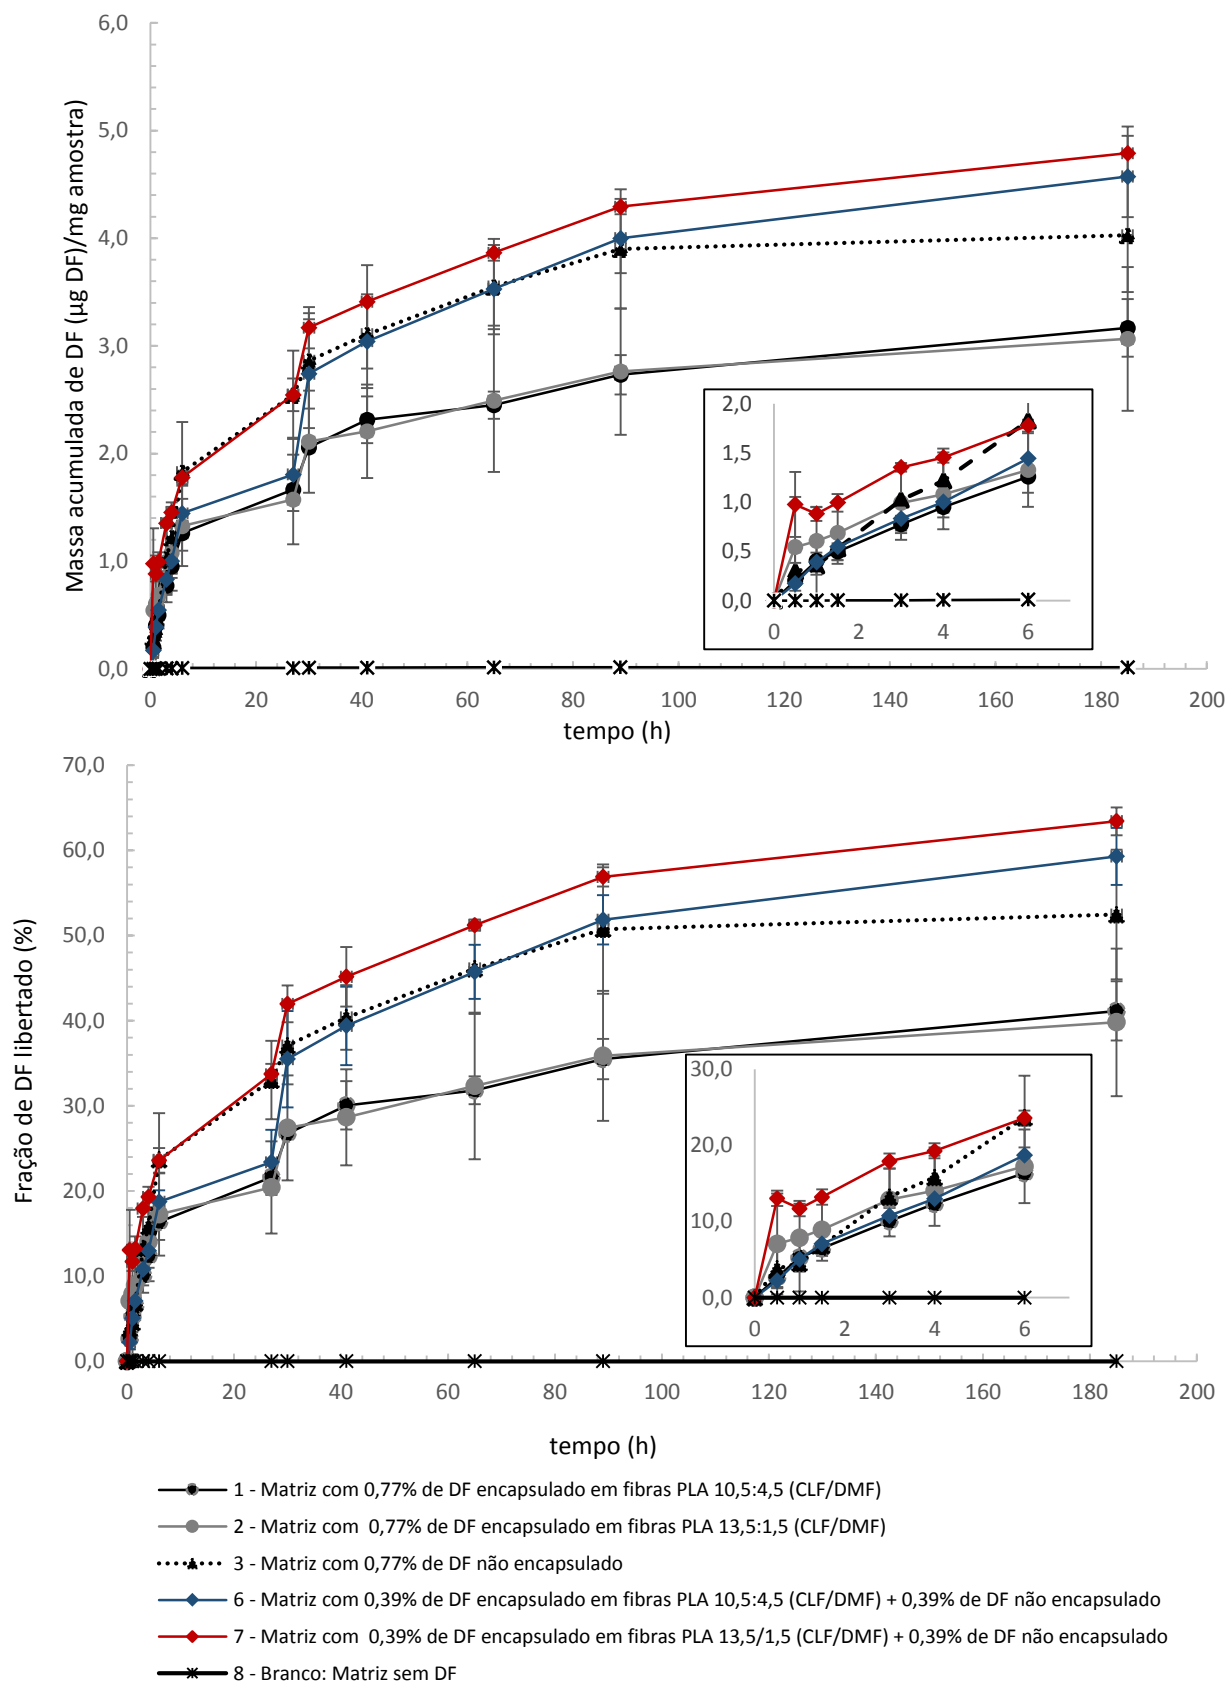 6,0
5,0
4,0
3,0
2,0
1,0
0,0
Massa acumulada de DF (µg DF)/mg amostra)
2,0
1,5
1,0
0,5
0,0
0 2 4 6
0 20 40 60 80 100 120 140 160 180 200
tempo (h)
70,0
60,0
50,0
40,0
30,0
20,0
10,0
0,0
Fração de DF libertado (%)
30,0
20,0
10,0
0,0
0 2 4 6
0 20 40 60 80 100 120 140 160 180 200
tempo (h)
1 - Matriz com 0,77% de DF encapsulado em fibras PLA 10,5:4,5 (CLF/DMF)
2 - Matriz com 0,77% de DF encapsulado em fibras PLA 13,5:1,5 (CLF/DMF)
3 - Matriz com 0,77% de DF não encapsulado
6 - Matriz com 0,39% de DF encapsulado em fibras PLA 10,5:4,5 (CLF/DMF) + 0,39% de DF não encapsulado
7 - Matriz com 0,39% de DF encapsulado em fibras PLA 13,5/1,5 (CLF/DMF) + 0,39% de DF não encapsulado
8 - Branco: Matriz sem DF